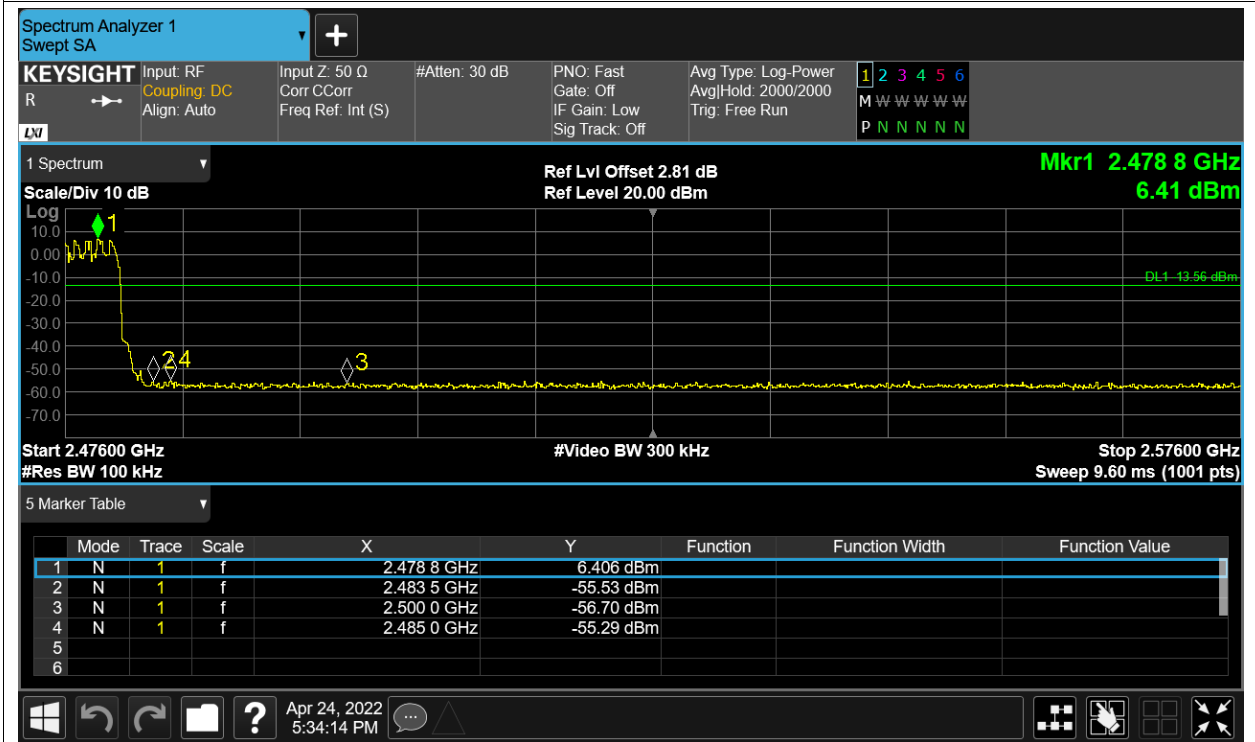 Spectrum Analyzer 1
Swept SA
+
KEYSIGHT Input: RF Input Z: 50 Ω #Atten: 30 dB PNO: Fast Avg Type: Log-Power 1 2 3 4 5 6
R Coupling: DC Corr CCorr Gate: Off Avg|Hold: 2000/2000 M W W W W W
Align: Auto Freq Ref: Int (S) IF Gain: Low Trig: Free Run
LXI Sig Track: Off P N N N N N
1 Spectrum Ref Lvl Offset 2.81 dB Mkr1 2.478 8 GHz
Scale/Div 10 dB Ref Level 20.00 dBm 6.41 dBm
Log
1
10.0
0.00
-10.0
DL1 -13.56 dBm
-20.0
-30.0
-40.0
2 4 3
-50.0
-60.0
-70.0
Start 2.47600 GHz #Video BW 300 kHz Stop 2.57600 GHz
#Res BW 100 kHz Sweep 9.60 ms (1001 pts)
5 Marker Table
Mode Trace Scale X Y Function Function Width Function Value
1 N 1 f 2.478 8 GHz 6.406 dBm
2 N 1 f 2.483 5 GHz -55.53 dBm
3 N 1 f 2.500 0 GHz -56.70 dBm
4 N 1 f 2.485 0 GHz -55.29 dBm
5
6
? Apr 24, 2022
5:34:14 PM